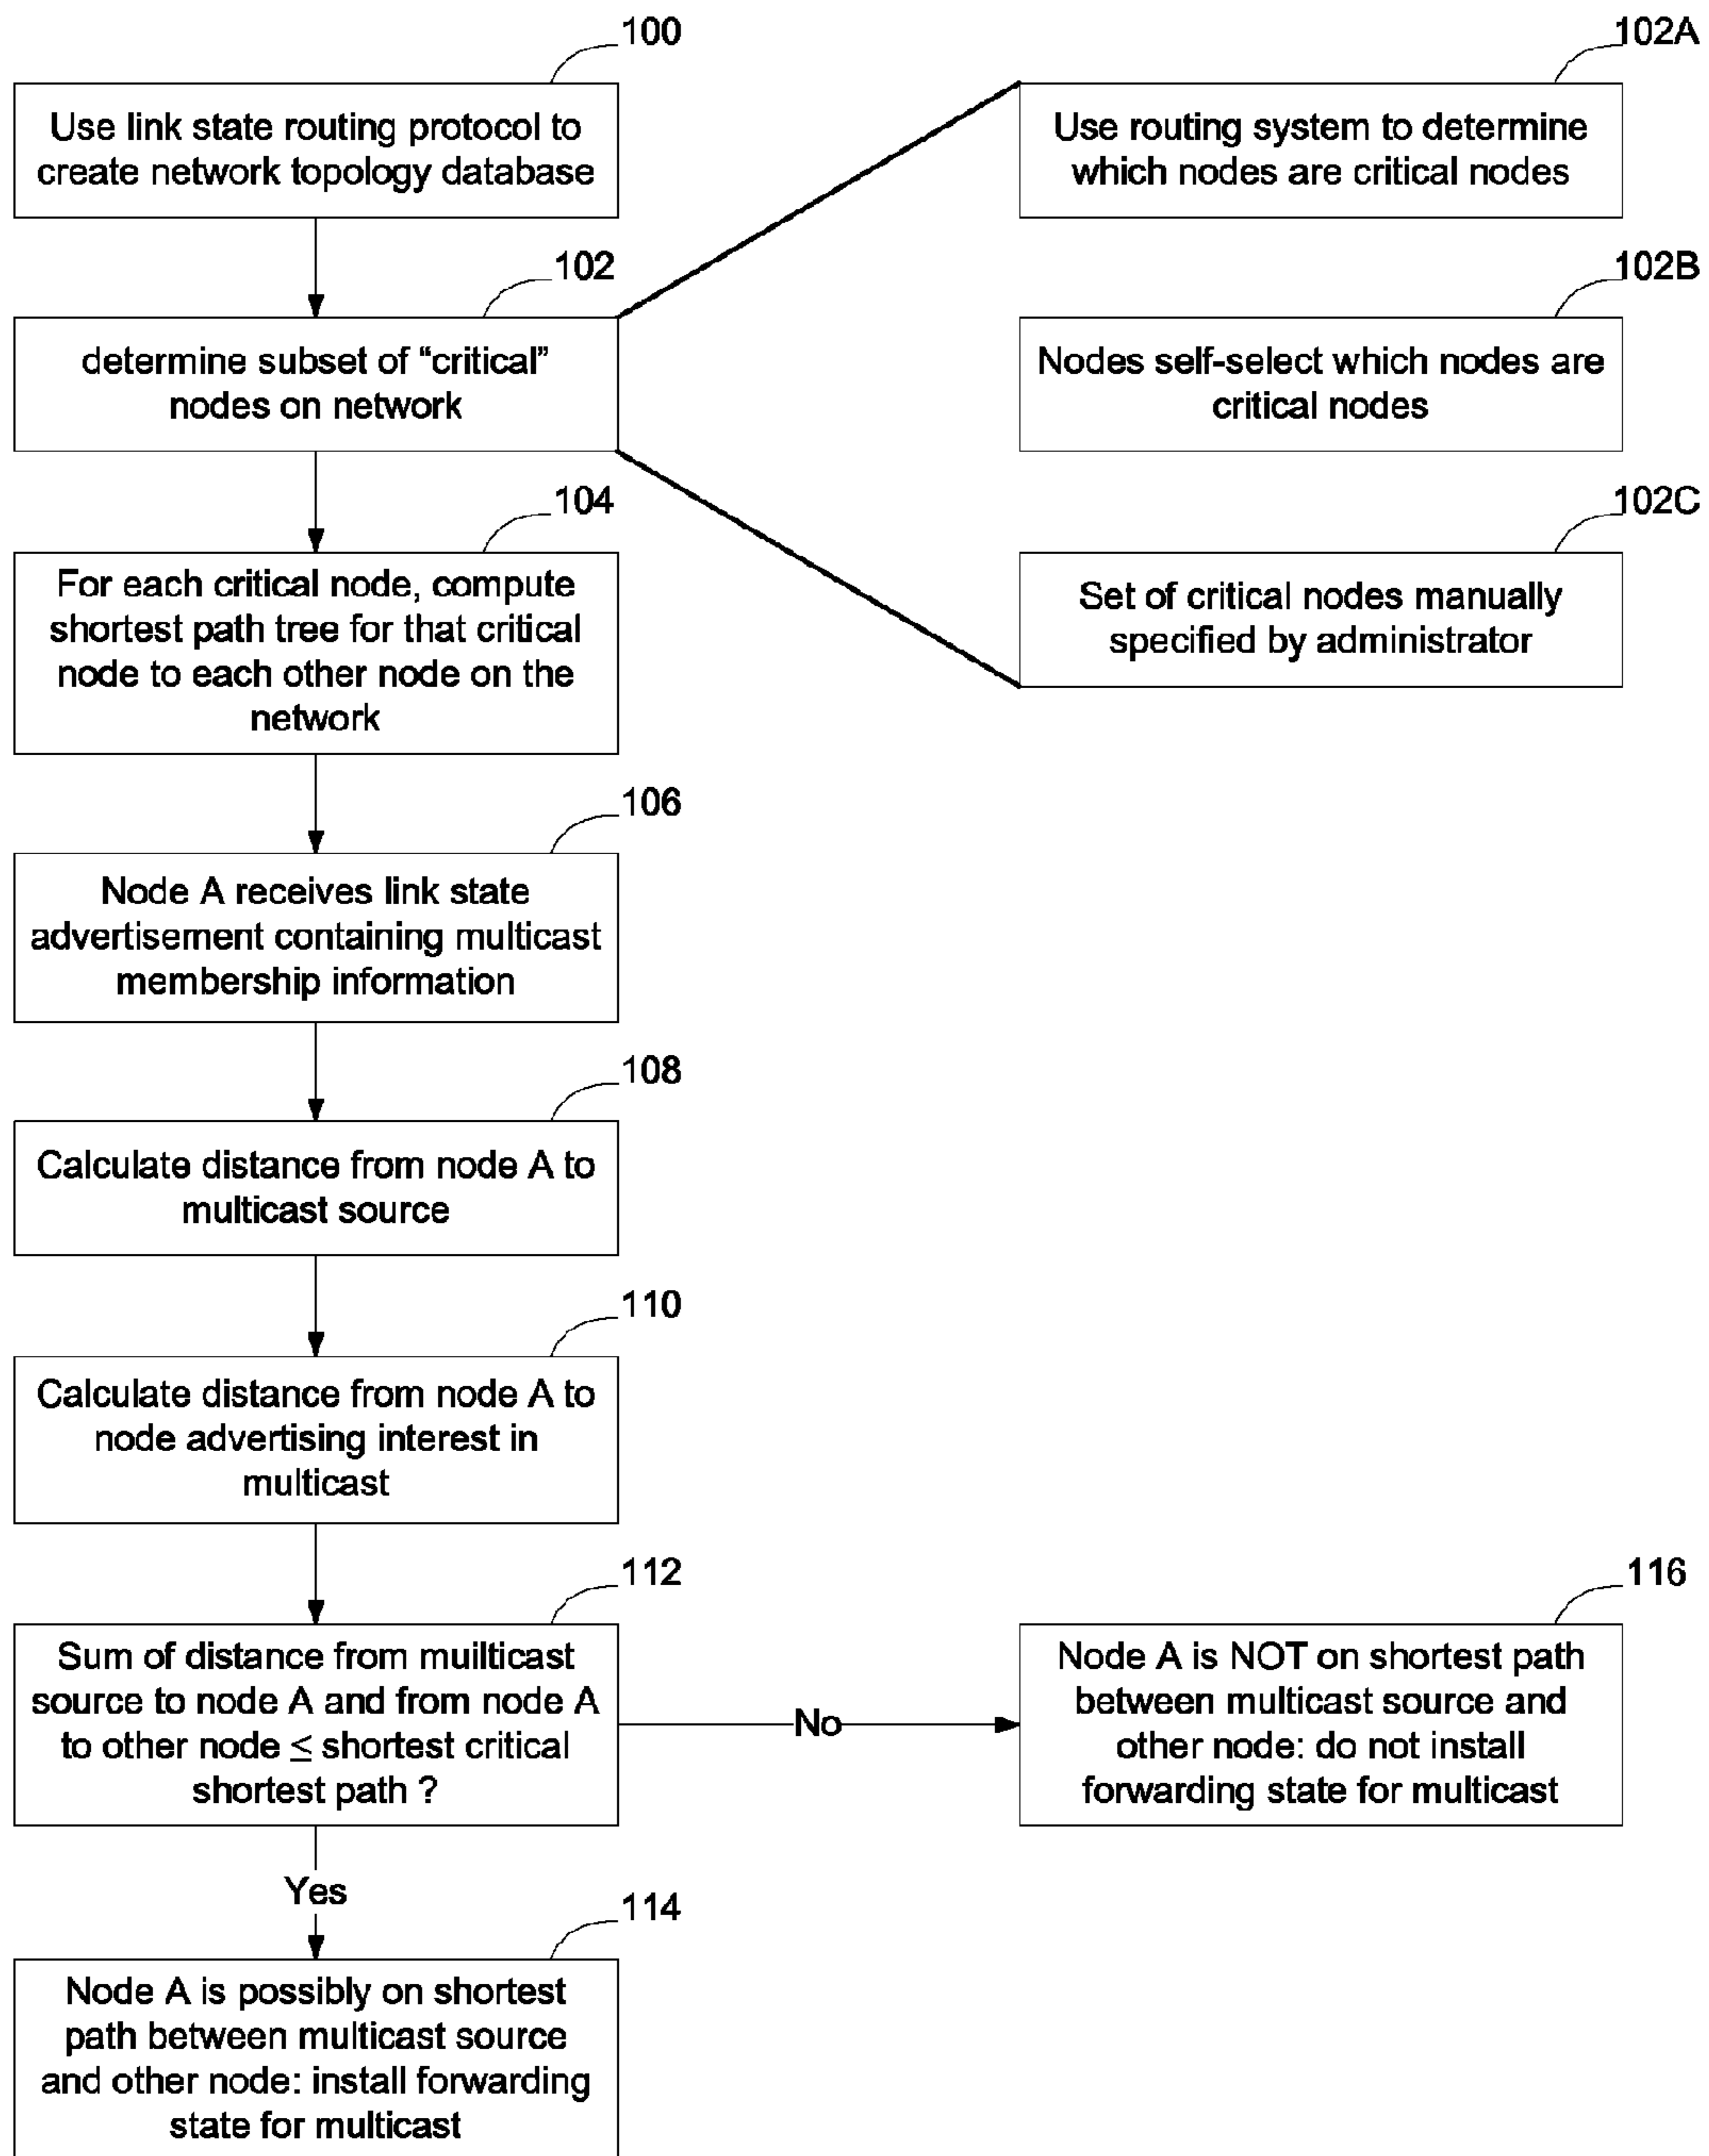 100
Use link state routing protocol to
create network topology database
102
determine subset of “critical”
nodes on network
102A
Use routing system to determine
which nodes are critical nodes
102B
Nodes self-select which nodes are
critical nodes
102C
Set of critical nodes manually
specified by administrator
104
For each critical node, compute
shortest path tree for that critical
node to each other node on the
network
106
Node A receives link state
advertisement containing multicast
membership information
108
Calculate distance from node A to
multicast source
110
Calculate distance from node A to
node advertising interest in
multicast
112
Sum of distance from muilticast
source to node A and from node A
to other node ≤ shortest critical
shortest path ?
No
116
Node A is NOT on shortest path
between multicast source and
other node: do not install
forwarding state for multicast
Yes
114
Node A is possibly on shortest
path between multicast source
and other node: install forwarding
state for multicast